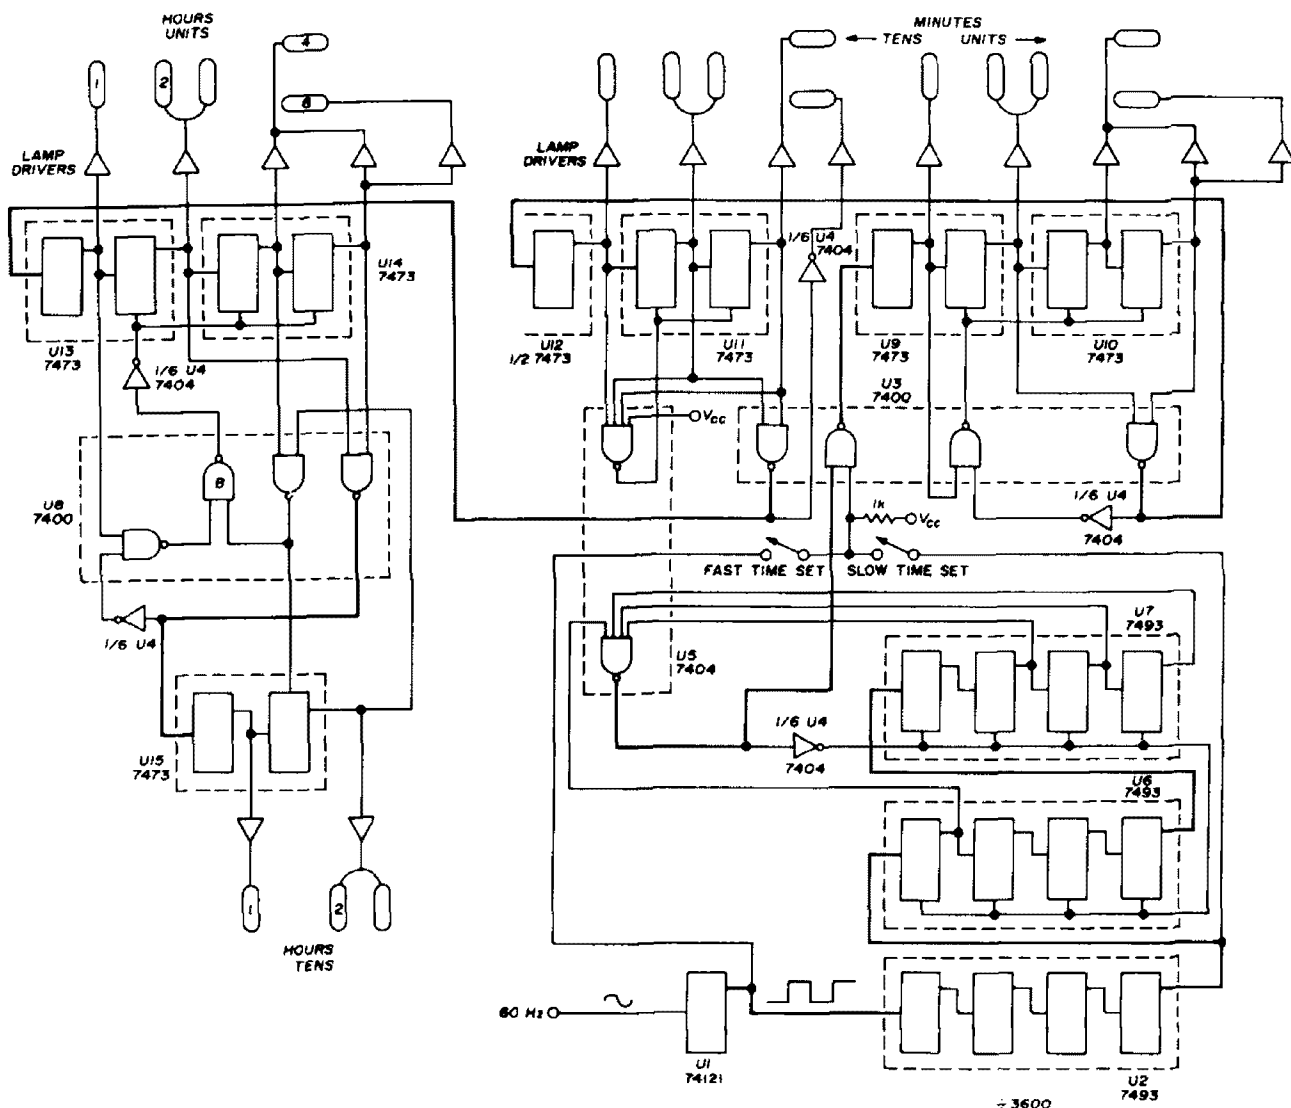 HOURS
UNITS
MINUTES
TENS UNITS
4
1
2
8
LAMP
DRIVERS
LAMP
DRIVERS
U14
7473
1/6 U4
7404
U13
7473
1/6 U4
7404
U12
1/2 7473
U11
7473
U9
7473
U10
7473
U3
7400
Vcc
B
U8
7400
1k
Vcc
1/6 U4
7404
FAST TIME SET
SLOW TIME SET
1/6 U4
U5
7404
U7
7493
1/6 U4
7404
U15
7473
U6
7493
1
2
HOURS
TENS
60 Hz
U1
74121
U2
7493
÷3600